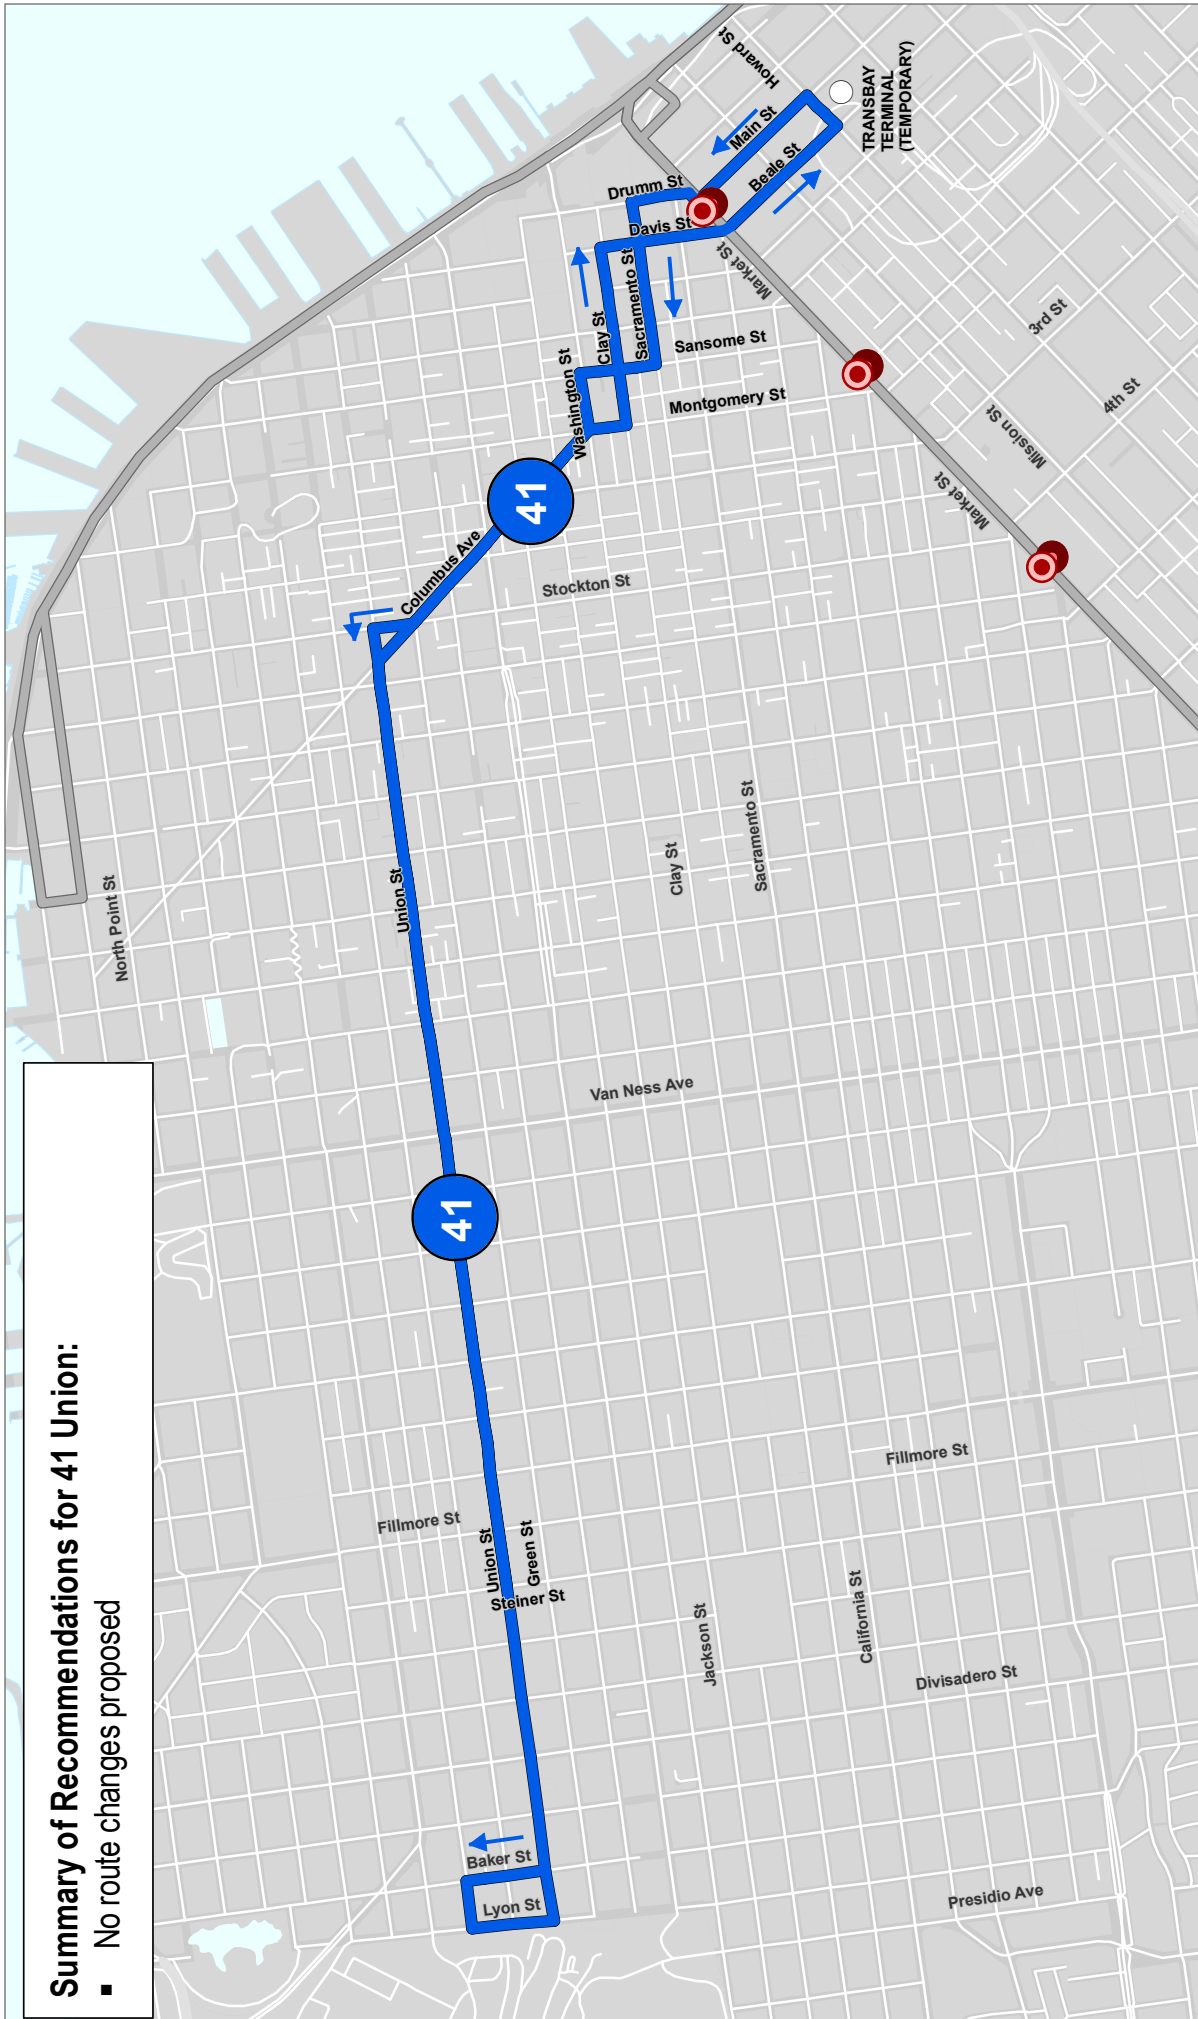 Summary of Recommendations for 41 Union:
▪ No route changes proposed
Howard St
Main St
Beale St
TRANSBAY
TERMINAL
(TEMPORARY)
Drumm St
Davis St
Market St
Clay St
Sacramento St
Sansome St
Washington St
Montgomery St
3rd St
4th St
Mission St
Market St
41
Columbus Ave
Stockton St
Union St
North Point St
Clay St
Sacramento St
Van Ness Ave
41
Fillmore St
Fillmore St
Union St
Green St
Steiner St
Jackson St
California St
Divisadero St
Baker St
Lyon St
Presidio Ave